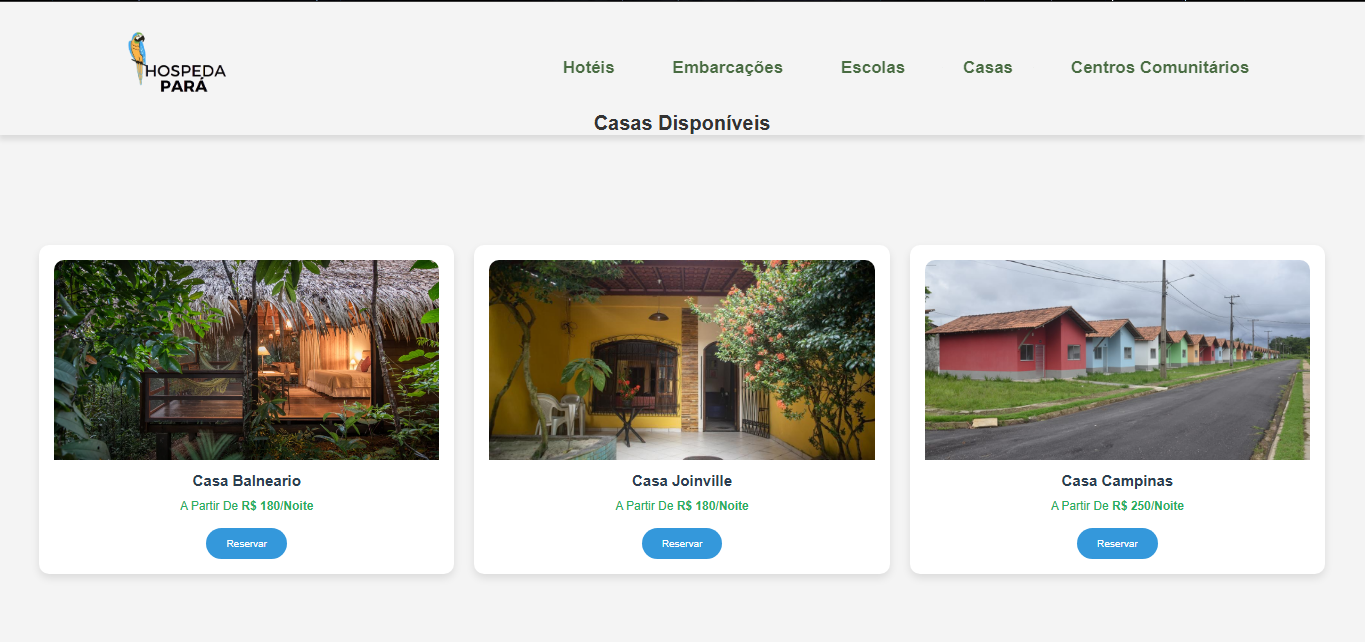 HOSPEDA
PARÁ
Hotéis
Embarcações
Escolas
Casas
Centros Comunitários
Casas Disponíveis
Casa Balneario
A Partir De R$ 180/Noite
Reservar
Casa Joinville
A Partir De R$ 180/Noite
Reservar
Casa Campinas
A Partir De R$ 250/Noite
Reservar